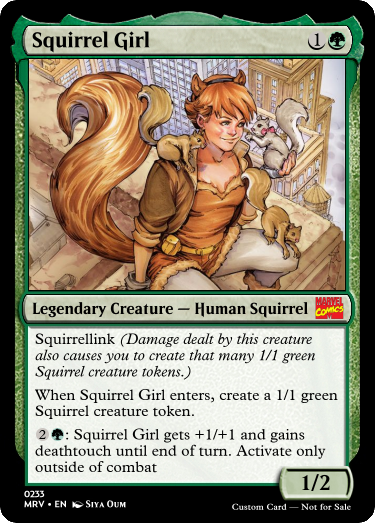 Squirrel Girl 1
Legendary Creature — Human Squirrel MARVEL COMICS
Squirrellink (Damage dealt by this creature
also causes you to create that many 1/1 green
Squirrel creature tokens.)
When Squirrel Girl enters, create a 1/1 green
Squirrel creature token.
2 : Squirrel Girl gets +1/+1 and gains
deathtouch until end of turn. Activate only
outside of combat
1/2
0233
MRV • EN Siya Oum
Custom Card — Not for Sale